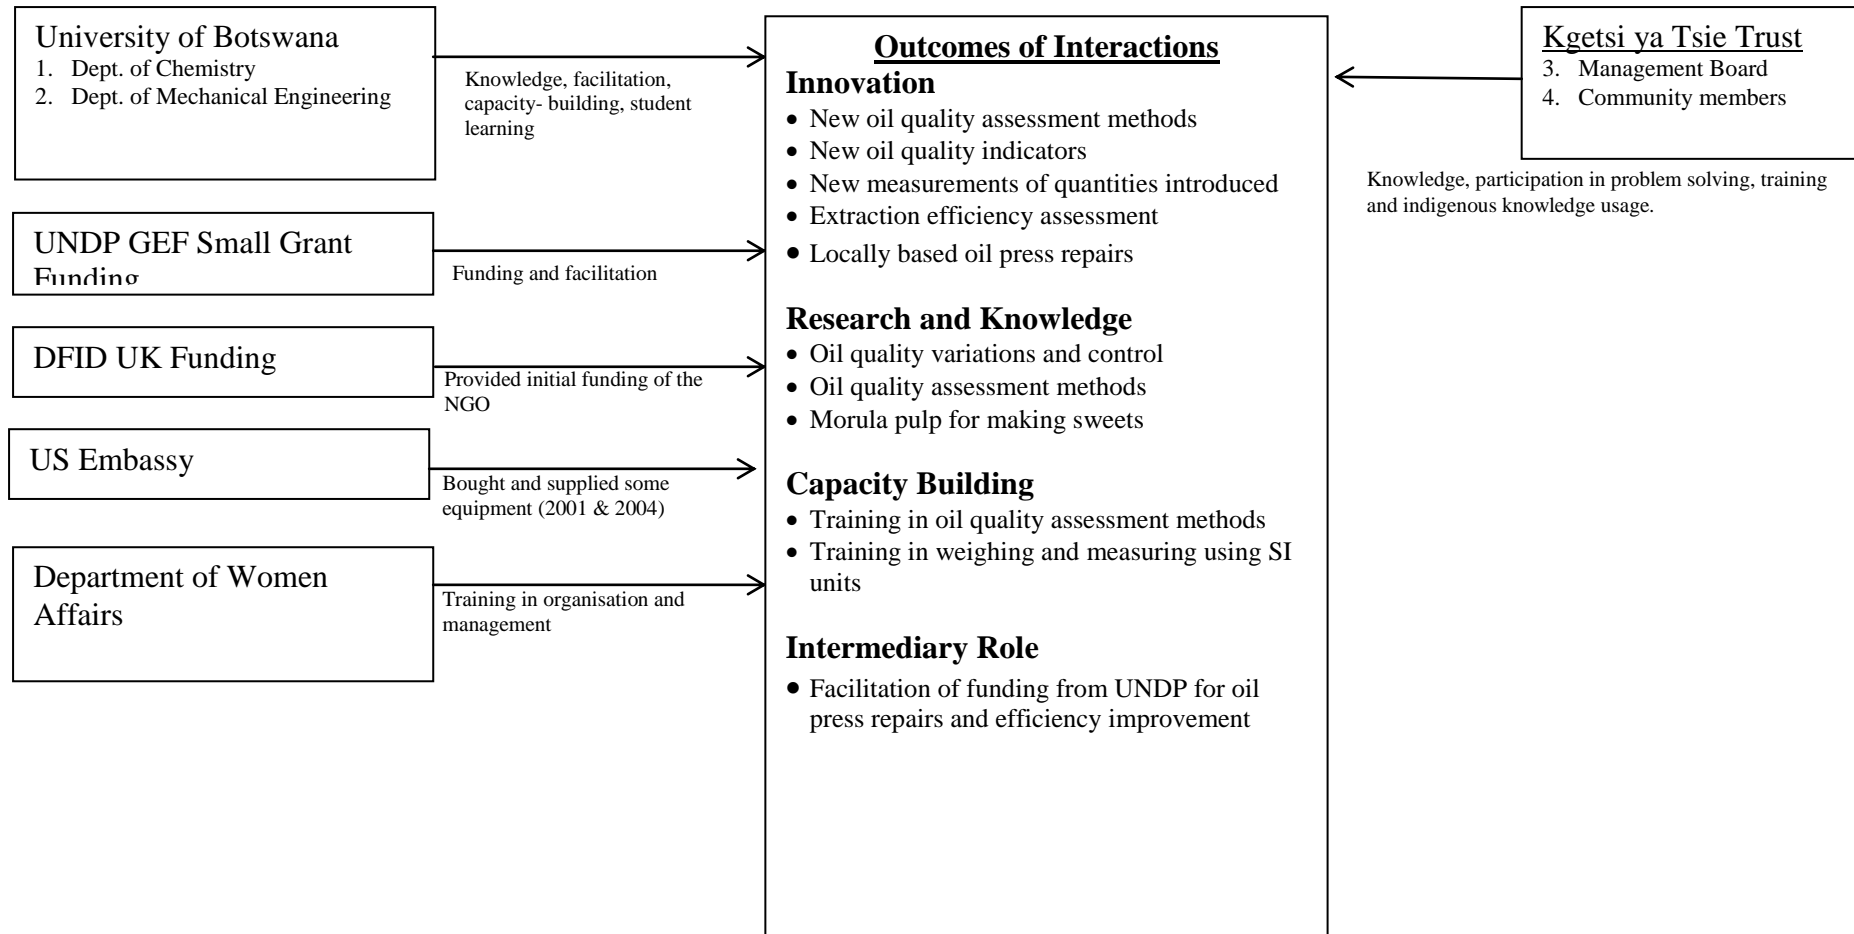 University of Botswana
1. Dept. of Chemistry
2. Dept. of Mechanical Engineering
Knowledge, facilitation,
capacity- building, student
learning
UNDP GEF Small Grant
Funding
Funding and facilitation
DFID UK Funding
Provided initial funding of the
NGO
US Embassy
Bought and supplied some
equipment (2001 & 2004)
Department of Women
Affairs
Training in organisation and
management
Outcomes of Interactions
Innovation
• New oil quality assessment methods
• New oil quality indicators
• New measurements of quantities introduced
• Extraction efficiency assessment
• Locally based oil press repairs
Research and Knowledge
• Oil quality variations and control
• Oil quality assessment methods
• Morula pulp for making sweets
Capacity Building
• Training in oil quality assessment methods
• Training in weighing and measuring using SI
units
Intermediary Role
• Facilitation of funding from UNDP for oil
press repairs and efficiency improvement
Kgetsi ya Tsie Trust
3. Management Board
4. Community members
Knowledge, participation in problem solving, training
and indigenous knowledge usage.